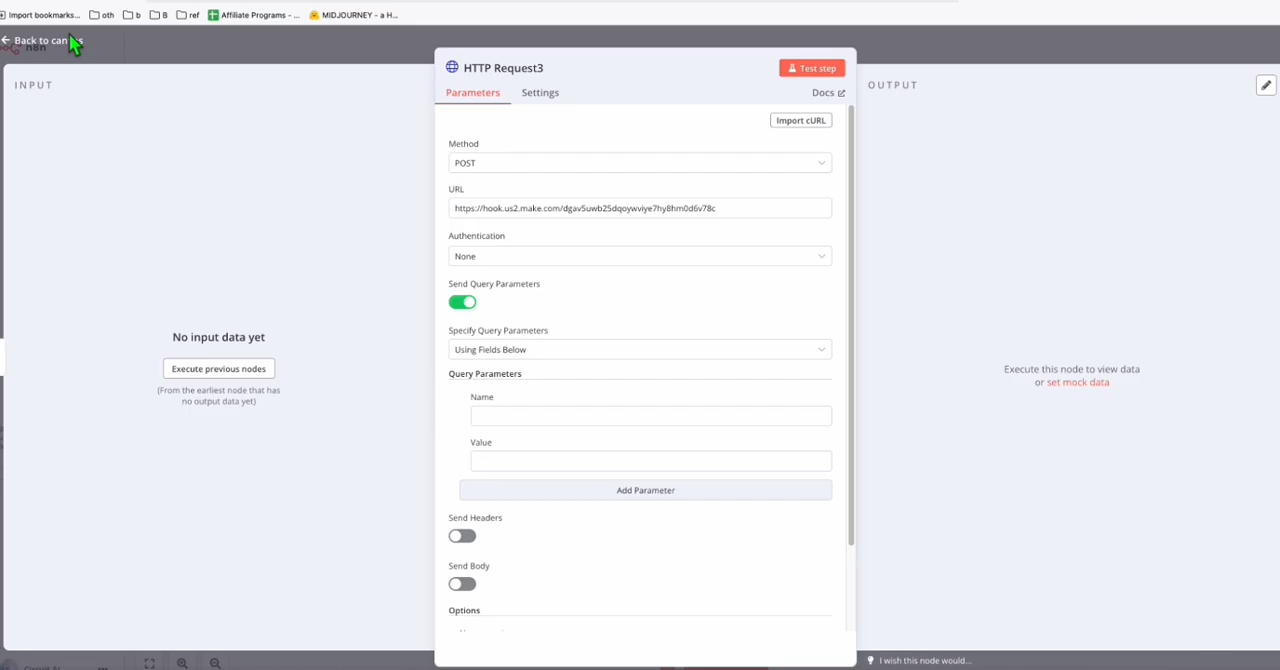 Import bookmarks... oth b B ref Affiliate Programs – ... MIDJOURNEY – a H...
Back to can s
n8n
HTTP Request3 Test step
INPUT
Parameters Settings Docs
OUTPUT
Import cURL
Method
POST
URL
https://hook.us2.make.com/dgav5uwb25dqoywviye7hy8hm0d6v78c
Authentication
None
Send Query Parameters
Specify Query Parameters
Using Fields Below
Query Parameters
Name
Value
Add Parameter
Send Headers
Send Body
Options
No input data yet
Execute previous nodes
(From the earliest node that has
no output data yet)
Execute this node to view data
or set mock data
I wish this node would...